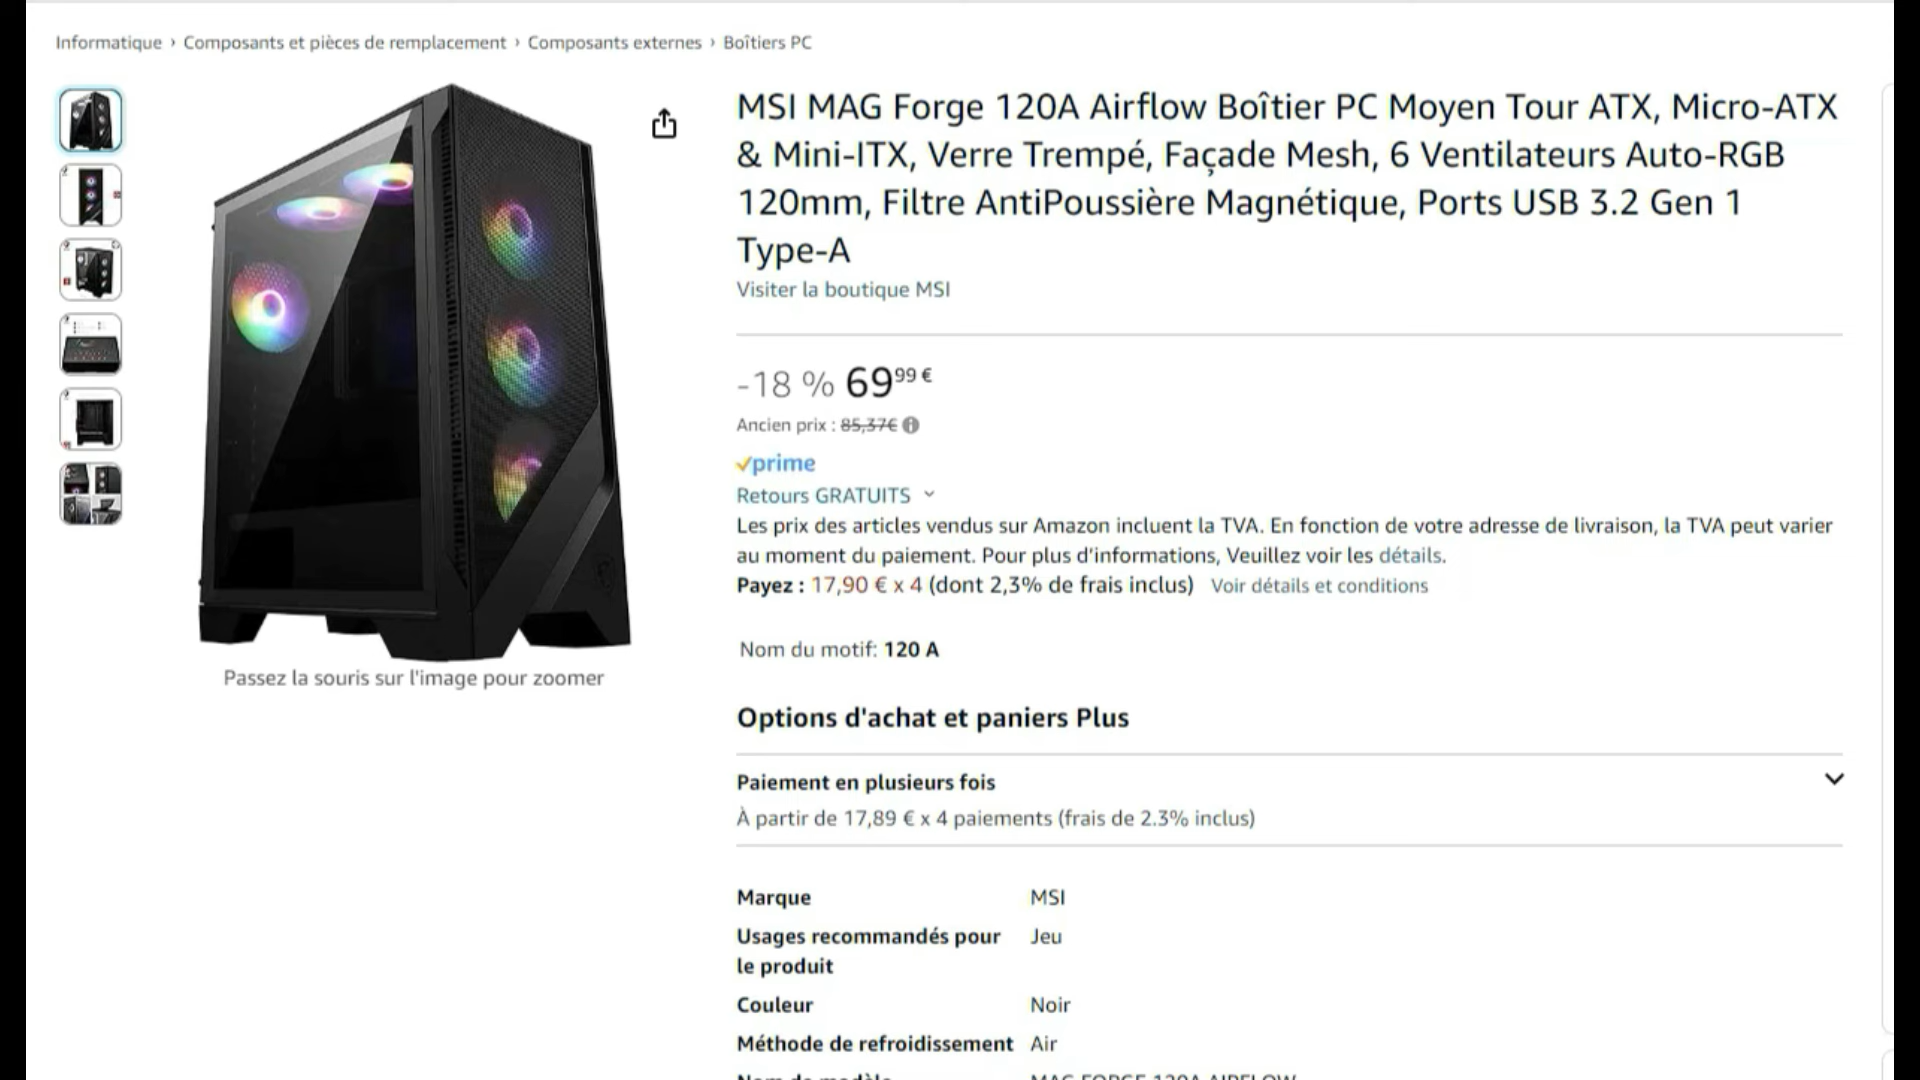 Informatique › Composants et pièces de remplacement › Composants externes › Boîtiers PC
MSI MAG Forge 120A Airflow Boîtier PC Moyen Tour ATX, Micro-ATX
& Mini-ITX, Verre Trempé, Façade Mesh, 6 Ventilateurs Auto-RGB
120mm, Filtre AntiPoussière Magnétique, Ports USB 3.2 Gen 1
Type-A
Visiter la boutique MSI
-18 % 69,99 €
Ancien prix : 85,37€
prime
Retours GRATUITS
Les prix des articles vendus sur Amazon incluent la TVA. En fonction de votre adresse de livraison, la TVA peut varier
au moment du paiement. Pour plus d'informations, Veuillez voir les détails.
Payez : 17,90 € x 4 (dont 2,3% de frais inclus) Voir détails et conditions
Nom du motif: 120 A
Passez la souris sur l'image pour zoomer
Options d'achat et paniers Plus
Paiement en plusieurs fois
À partir de 17,89 € x 4 paiements (frais de 2.3% inclus)
Marque MSI
Usages recommandés pour Jeu
le produit
Couleur Noir
Méthode de refroidissement Air
Nom de modèle MAG FORGE 120A AIRFLOW